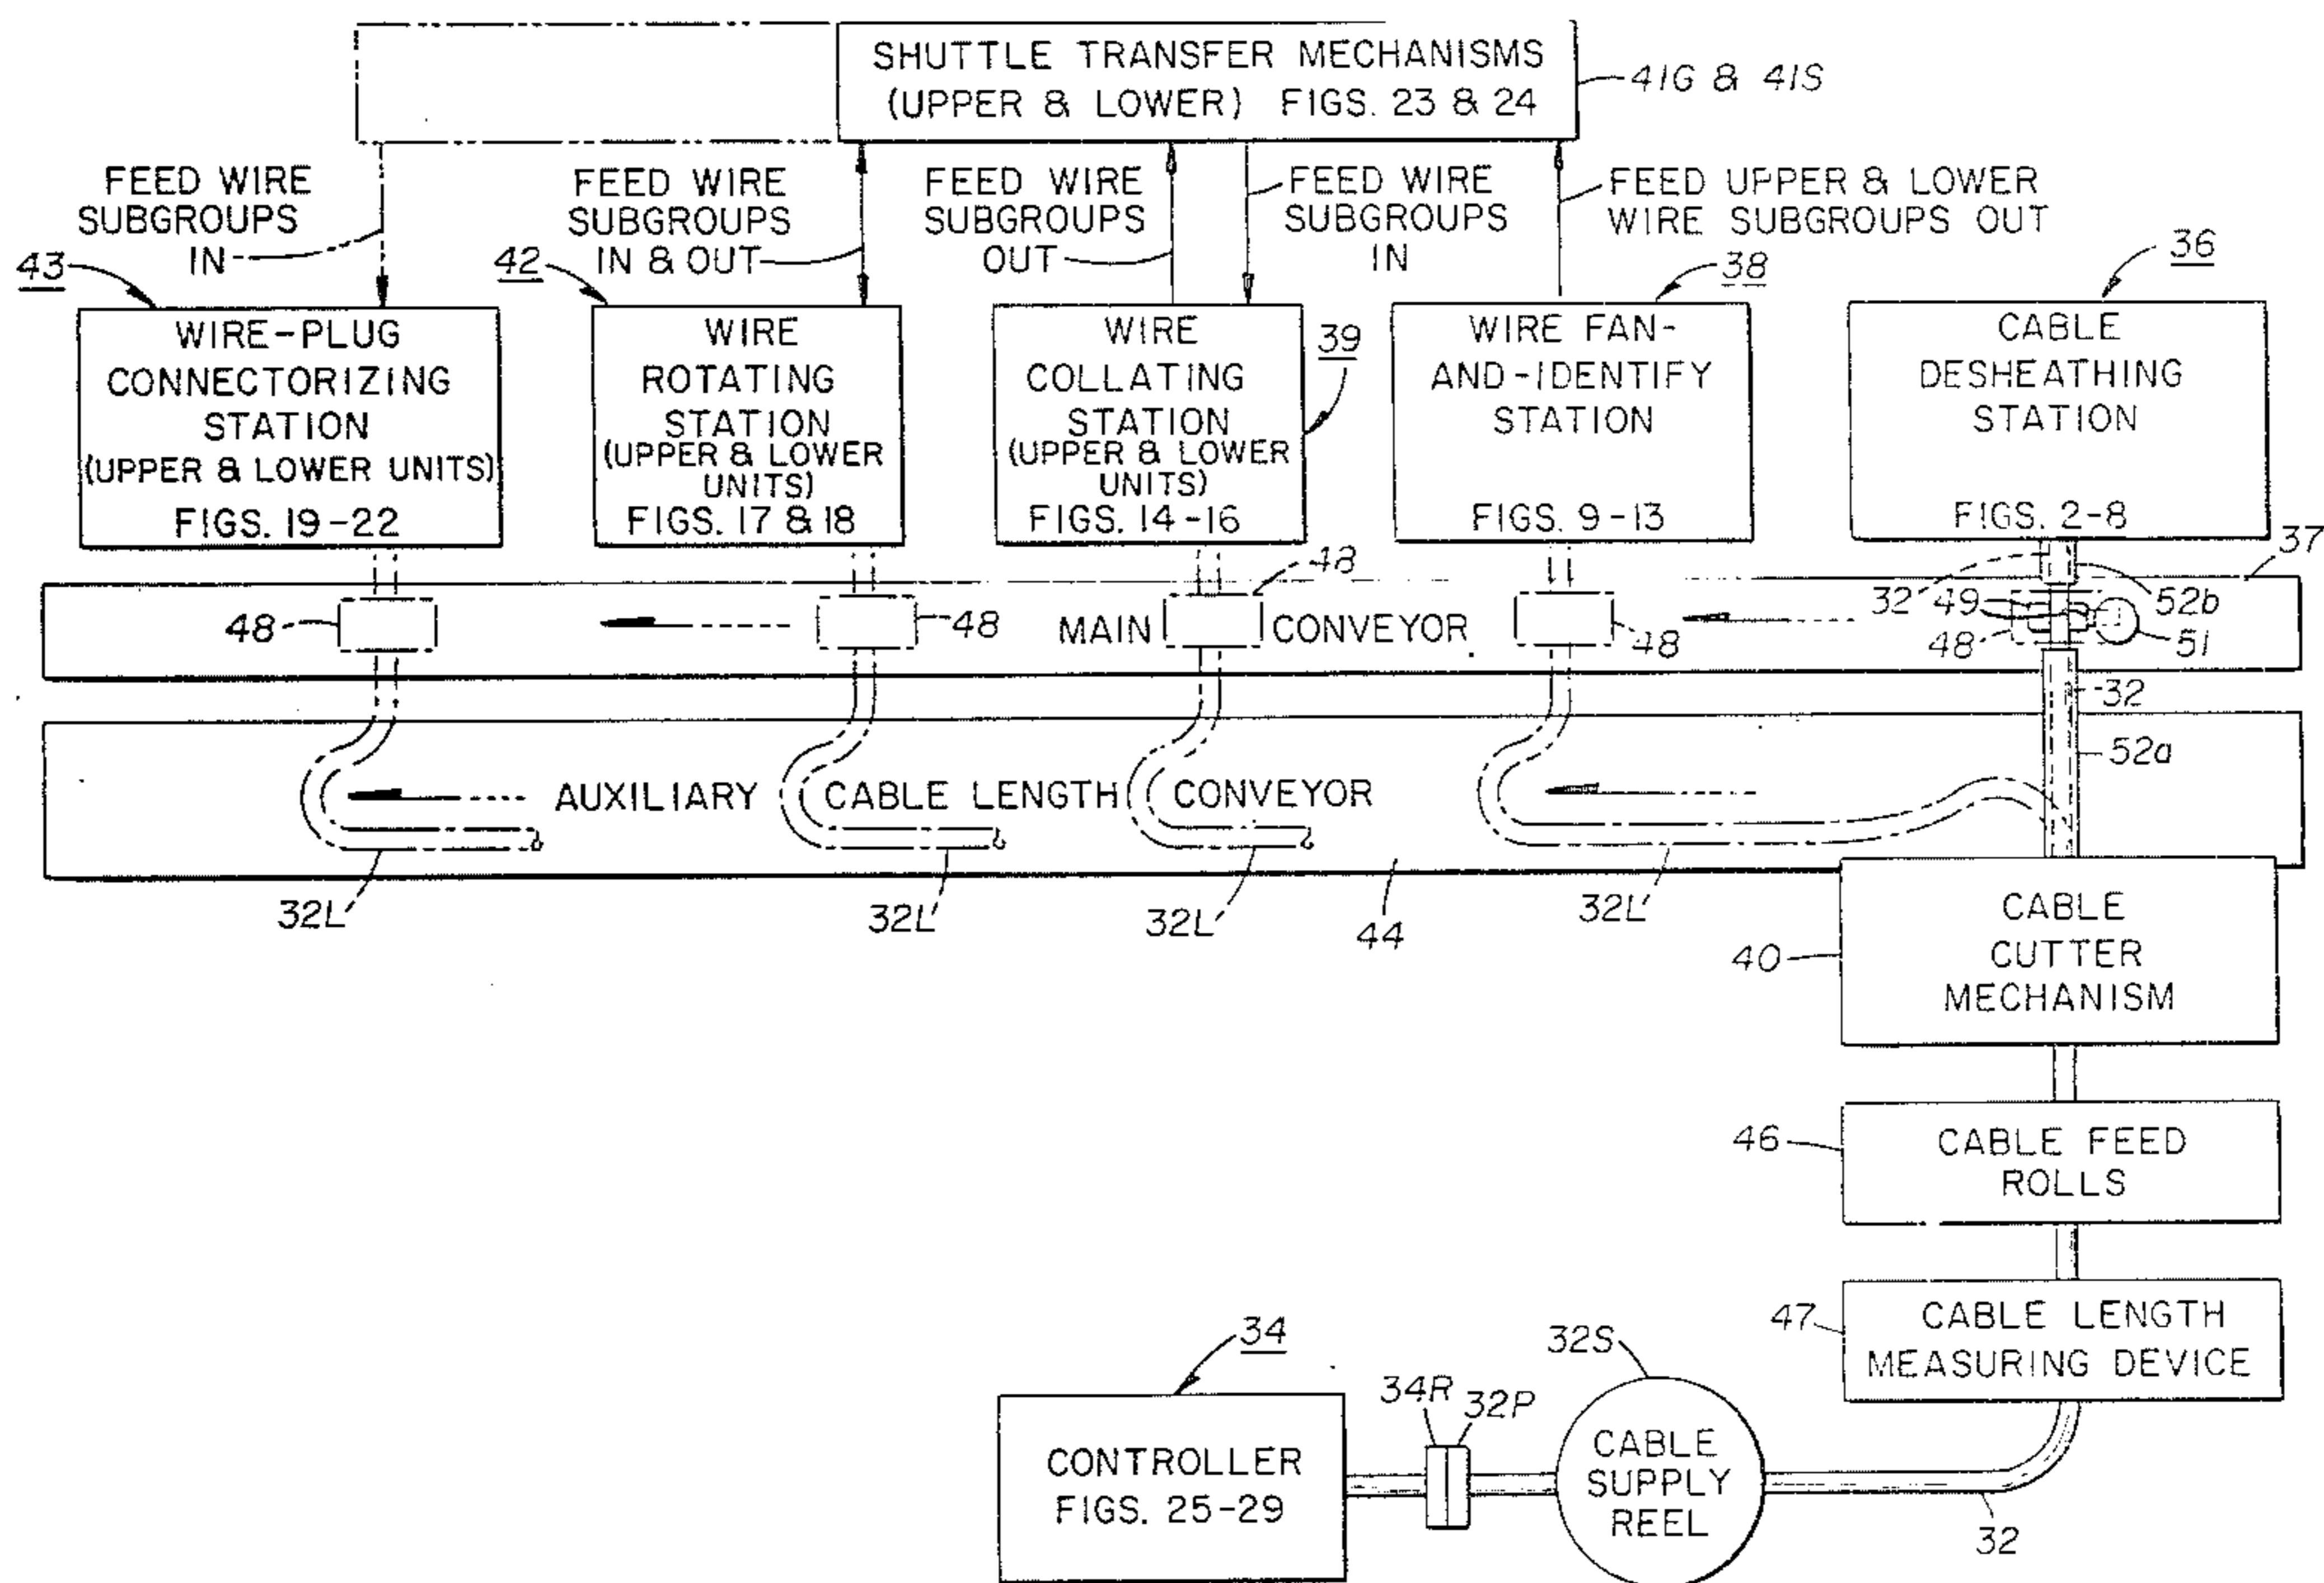 SHUTTLE TRANSFER MECHANISMS
(UPPER & LOWER) FIGS. 23 & 24
41G & 41S
FEED WIRE
SUBGROUPS
IN
FEED WIRE
SUBGROUPS
IN & OUT
FEED WIRE
SUBGROUPS
OUT
FEED WIRE
SUBGROUPS
IN
FEED UPPER & LOWER
WIRE SUBGROUPS OUT
43
42
39
38
36
WIRE-PLUG
CONNECTORIZING
STATION
(UPPER & LOWER UNITS)
FIGS. 19-22
WIRE
ROTATING
STATION
(UPPER & LOWER
UNITS)
FIGS. 17 & 18
WIRE
COLLATING
STATION
(UPPER & LOWER
UNITS)
FIGS. 14-16
WIRE FAN-
AND-IDENTIFY
STATION
FIGS. 9-13
CABLE
DESHEATHING
STATION
FIGS. 2-8
37
48
48
48
MAIN CONVEYOR
48
32
49
48
52b
51
32
52a
AUXILIARY CABLE LENGTH CONVEYOR
32L'
32L'
32L'
44
32L'
40
CABLE
CUTTER
MECHANISM
46
CABLE FEED
ROLLS
47
CABLE LENGTH
MEASURING DEVICE
34
CONTROLLER
FIGS. 25-29
34R
32P
32S
CABLE
SUPPLY
REEL
32